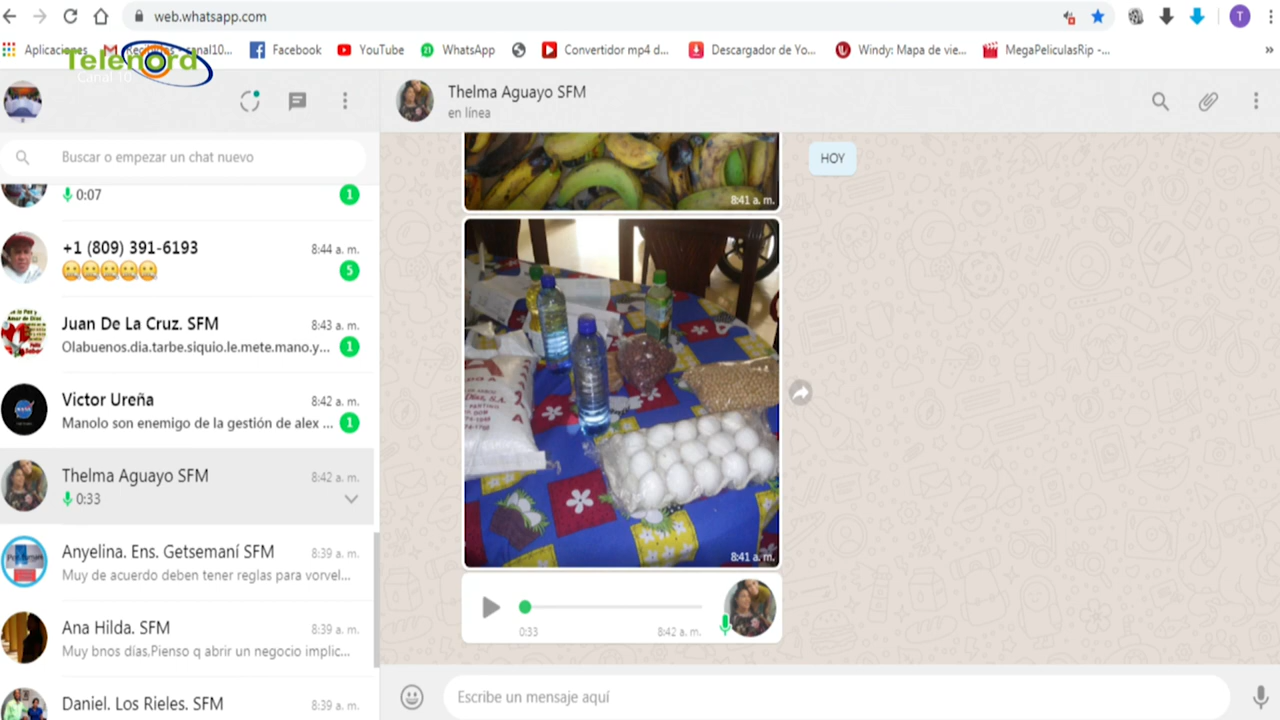 web.whatsapp.com
T
Aplicaciones
Recibidos - canal10...
Facebook
YouTube
21
WhatsApp
Convertidor mp4 d...
Descargador de Yo...
Windy: Mapa de vie...
MegaPeliculasRip -...
»
Telenord
Canal 10
Buscar o empezar un chat nuevo
0:07
1
+1 (809) 391-6193
8:44 a. m.
5
Juan De La Cruz. SFM
8:43 a. m.
Olabuenos.dia.tarbe.siquio.le.mete.mano.y...
1
Victor Ureña
8:42 a. m.
Manolo son enemigo de la gestión de alex ...
1
Thelma Aguayo SFM
8:42 a. m.
0:33
Anyelina. Ens. Getsemaní SFM
8:39 a. m.
Muy de acuerdo deben tener reglas para vorvel...
Ana Hilda. SFM
8:39 a. m.
Muy bnos días,Pienso q abrir un negocio implic...
Daniel. Los Rieles. SFM
8:39 a. m.
Thelma Aguayo SFM
en línea
HOY
8:41 a. m.
8:41 a. m.
0:33
8:42 a. m.
Escribe un mensaje aquí